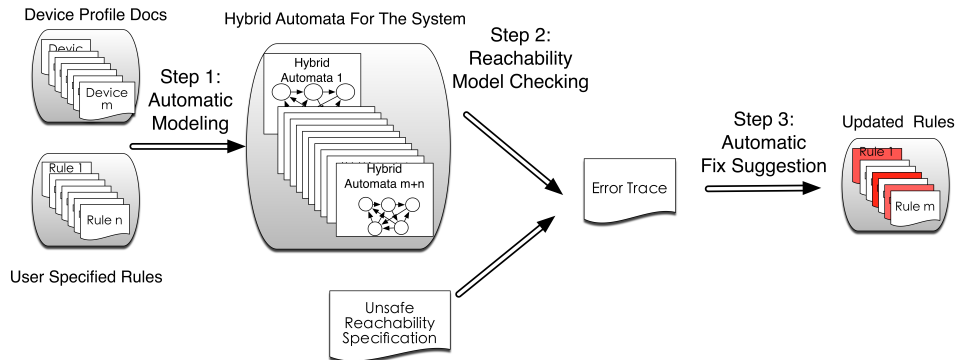 Device Profile Docs
Devic
Device
m
Rule 1
Rule n
User Specified Rules
Step 1:
Automatic
Modeling
Hybrid Automata For The System
Hybrid
Automata 1
Hybrid
Automata m+n
Step 2:
Reachability
Model Checking
Unsafe
Reachability
Specification
Error Trace
Step 3:
Automatic
Fix Suggestion
Updated Rules
Rule 1
Rule m